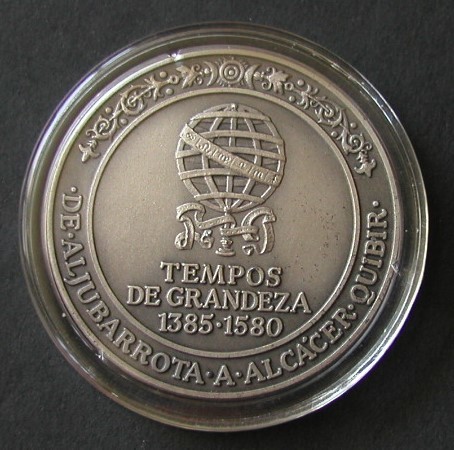 TEMPOS
DE GRANDEZA
1385·1580
·DE·ALJUBARROTA·A·ALCÁCER·QUIBIR·